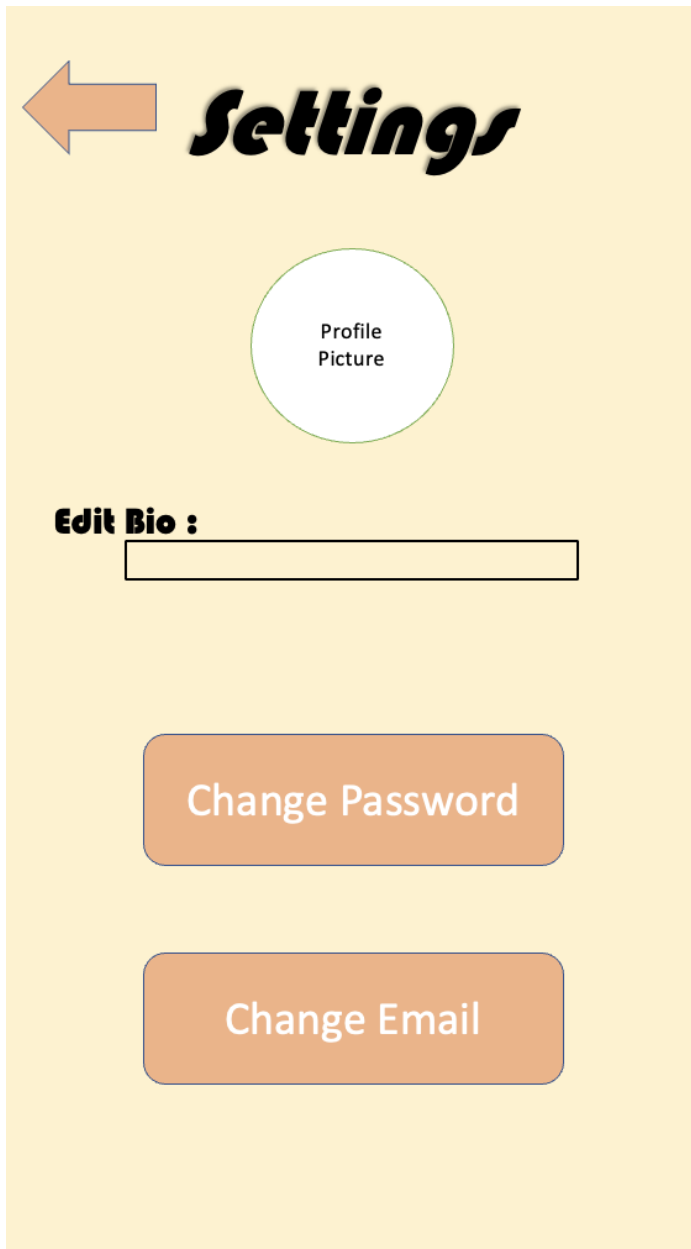 Settings
Profile
Picture
Edit Bio :
Change Password
Change Email